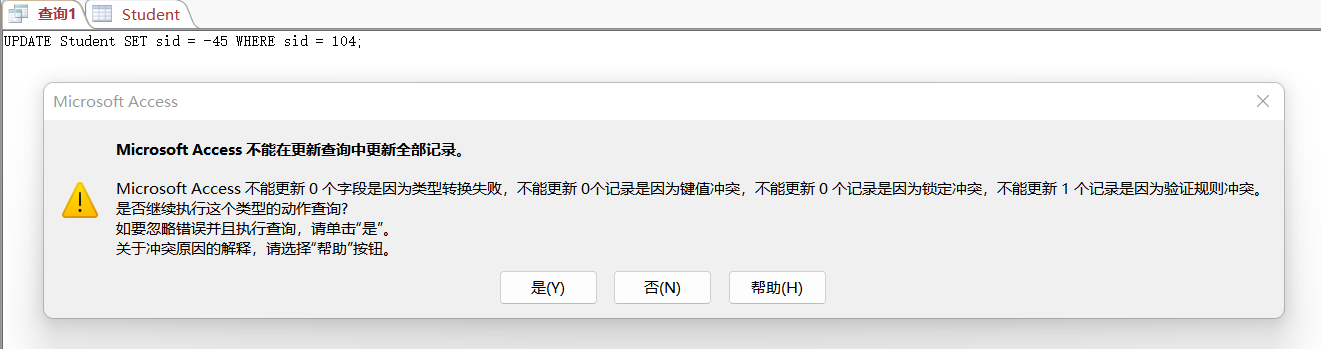 查询1 Student
UPDATE Student SET sid = -45 WHERE sid = 104;
Microsoft Access
Microsoft Access 不能在更新查询中更新全部记录。
Microsoft Access 不能更新 0 个字段是因为类型转换失败，不能更新 0个记录是因为键值冲突，不能更新 0 个记录是因为锁定冲突，不能更新 1 个记录是因为验证规则冲突。
是否继续执行这个类型的动作查询?
如要忽略错误并且执行查询，请单击“是”。
关于冲突原因的解释，请选择“帮助”按钮。
是(Y) 否(N) 帮助(H)